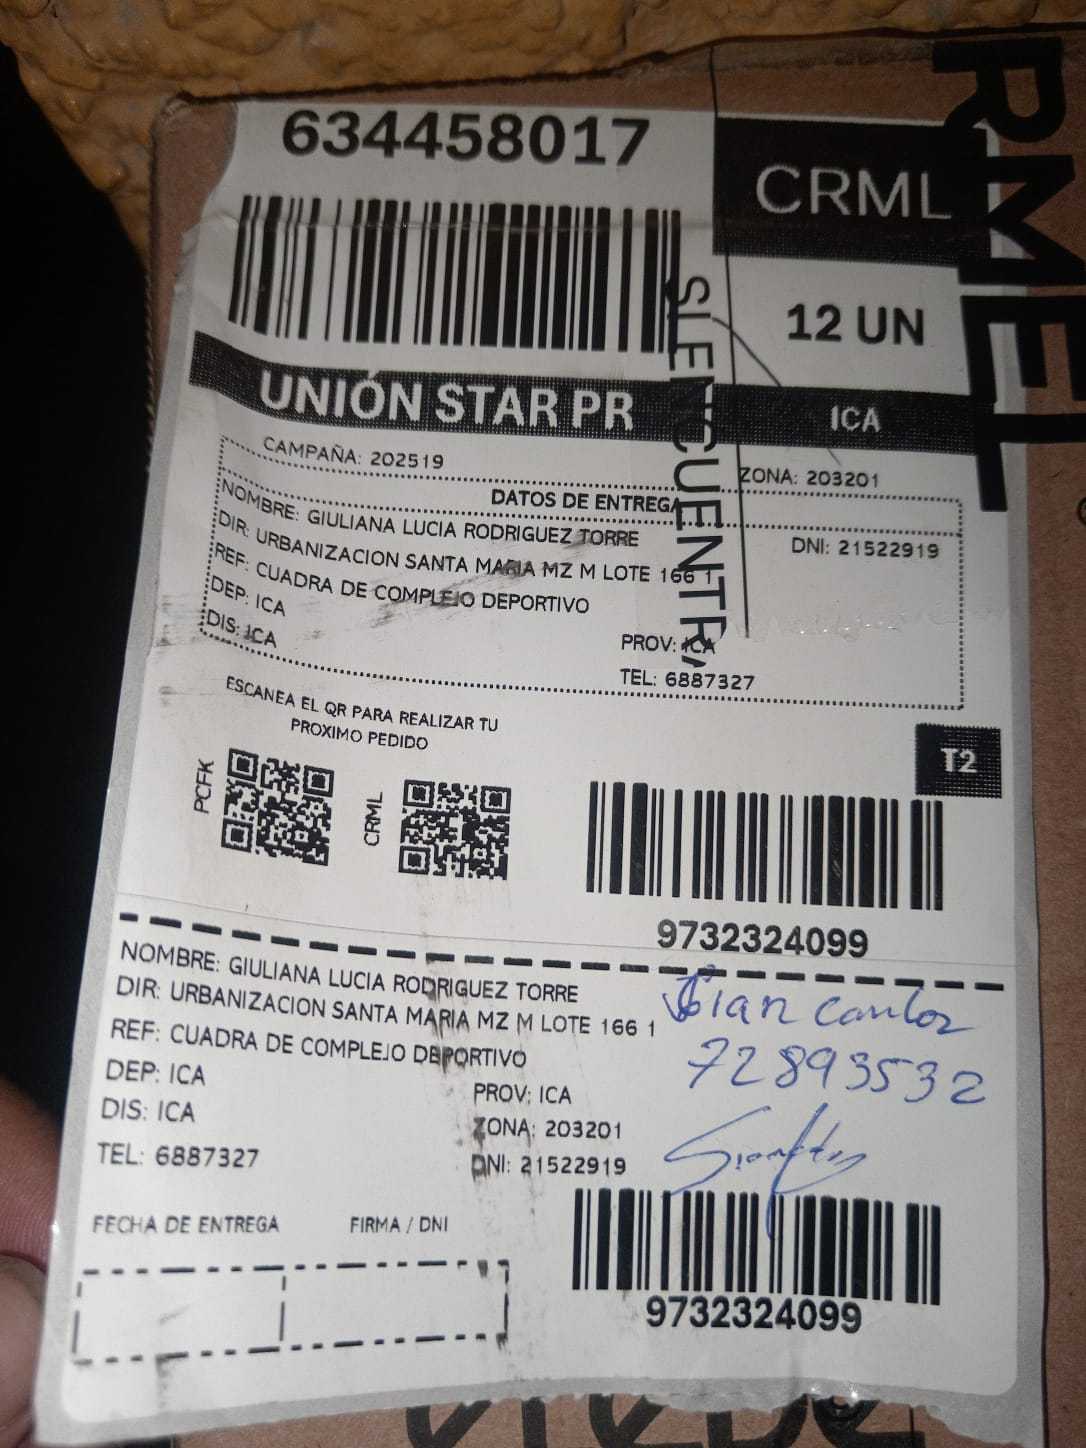 634458017
CRML
12 UN
UNIÓN STAR PR
ICA
CAMPAÑA: 202519
ZONA: 203201
DATOS DE ENTREGA
NOMBRE: GIULIANA LUCIA RODRIGUEZ TORRE
DNI: 21522919
DIR: URBANIZACION SANTA MARIA MZ M LOTE 166 1
REF: CUADRA DE COMPLEJO DEPORTIVO
DEP: ICA
PROV: ICA
DIS: ICA
TEL: 6887327
SI ENCUENTRA
RMEL
ESCANEA EL QR PARA REALIZAR TU
PROXIMO PEDIDO
PCFK
CRML
T2
9732324099
NOMBRE: GIULIANA LUCIA RODRIGUEZ TORRE
DIR: URBANIZACION SANTA MARIA MZ M LOTE 166 1
REF: CUADRA DE COMPLEJO DEPORTIVO
DEP: ICA
PROV: ICA
DIS: ICA
ZONA: 203201
TEL: 6887327
DNI: 21522919
Gian Carlos
72893532
FECHA DE ENTREGA
FIRMA / DNI
9732324099